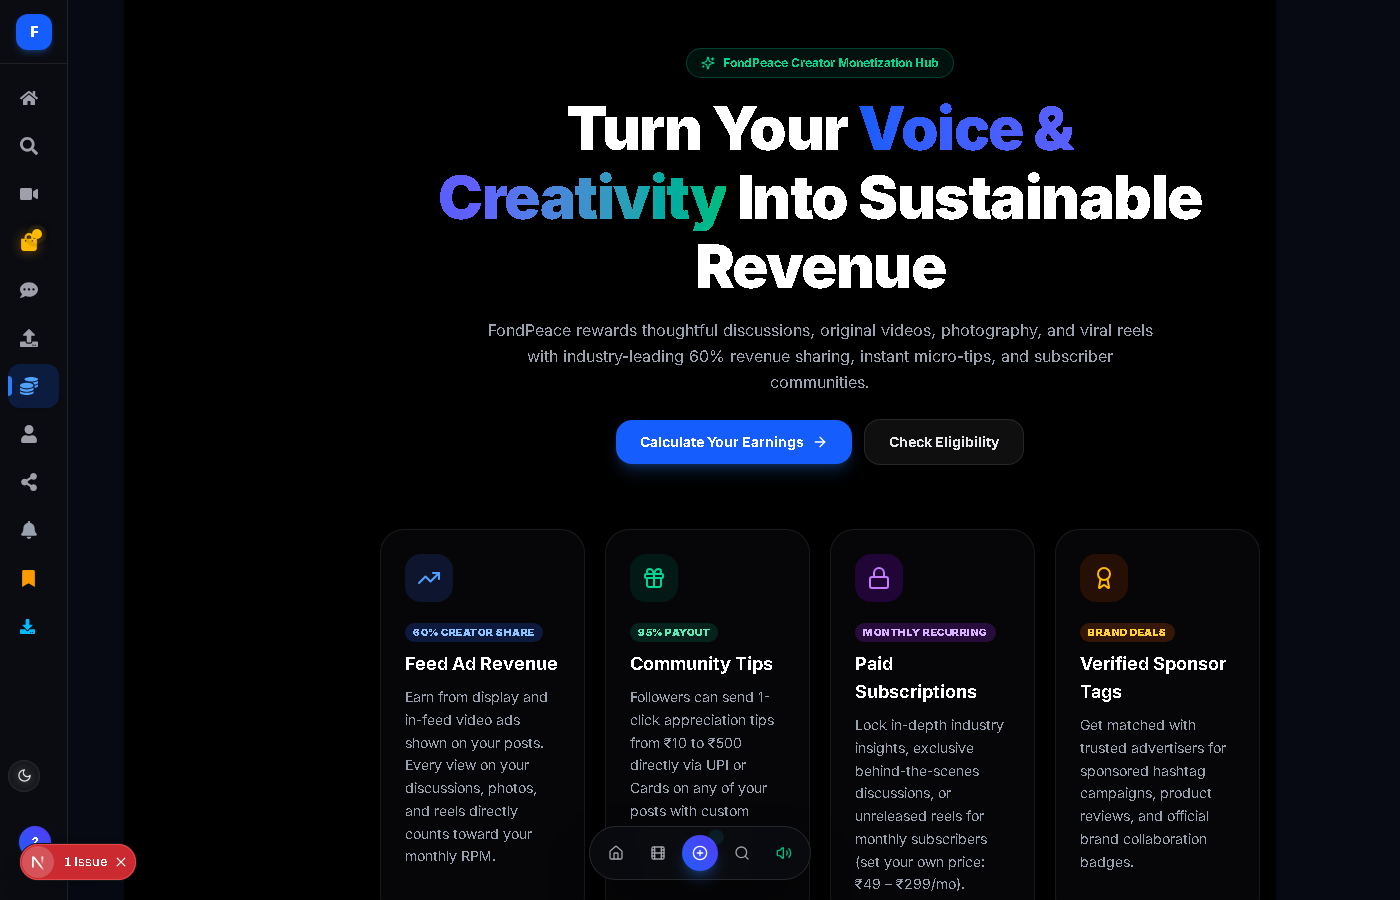 F
FondPeace Creator Monetization Hub
Turn Your Voice &
Creativity Into Sustainable
Revenue
FondPeace rewards thoughtful discussions, original videos, photography, and viral reels
with industry-leading 60% revenue sharing, instant micro-tips, and subscriber
communities.
Calculate Your Earnings
Check Eligibility
60% CREATOR SHARE
Feed Ad Revenue
Earn from display and
in-feed video ads
shown on your posts.
Every view on your
discussions, photos,
and reels directly
counts toward your
monthly RPM.
95% PAYOUT
Community Tips
Followers can send 1-
click appreciation tips
from ₹10 to ₹500
directly via UPI or
Cards on any of your
posts with custom
MONTHLY RECURRING
Paid
Subscriptions
Lock in-depth industry
insights, exclusive
behind-the-scenes
discussions, or
unreleased reels for
monthly subscribers
(set your own price:
₹49 – ₹299/mo).
BRAND DEALS
Verified Sponsor
Tags
Get matched with
trusted advertisers for
sponsored hashtag
campaigns, product
reviews, and official
brand collaboration
badges.
N
1 Issue